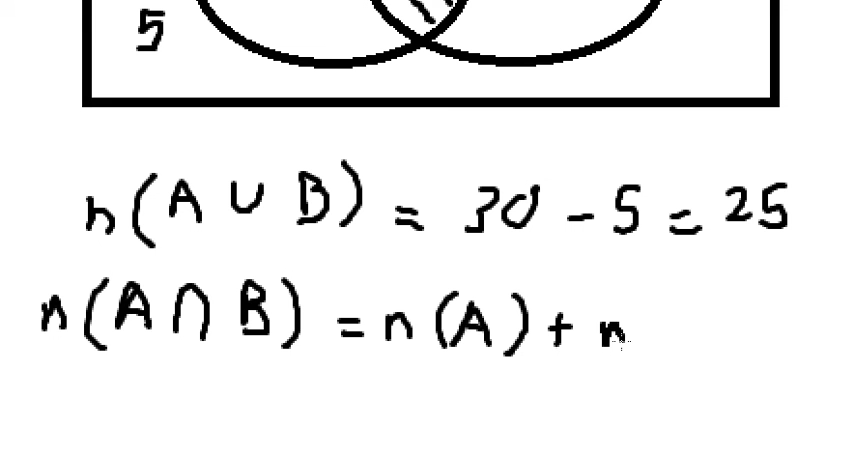 5
n(A ∪ B) = 30 - 5 = 25
n(A ∩ B) = n(A) + n